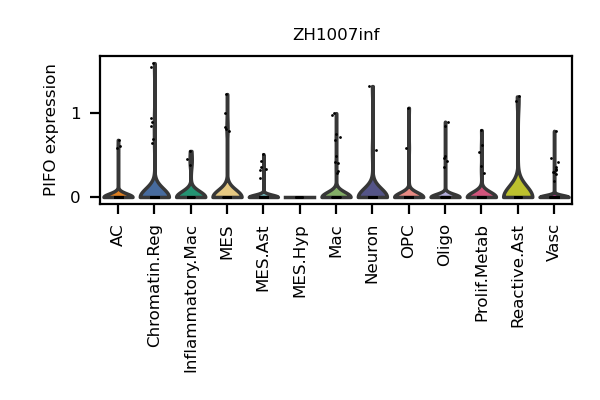 ZH1007inf
PIFO expression
1
0
AC
Chromatin.Reg
Inflammatory.Mac
MES
MES.Ast
MES.Hyp
Mac
Neuron
OPC
Oligo
Prolif.Metab
Reactive.Ast
Vasc